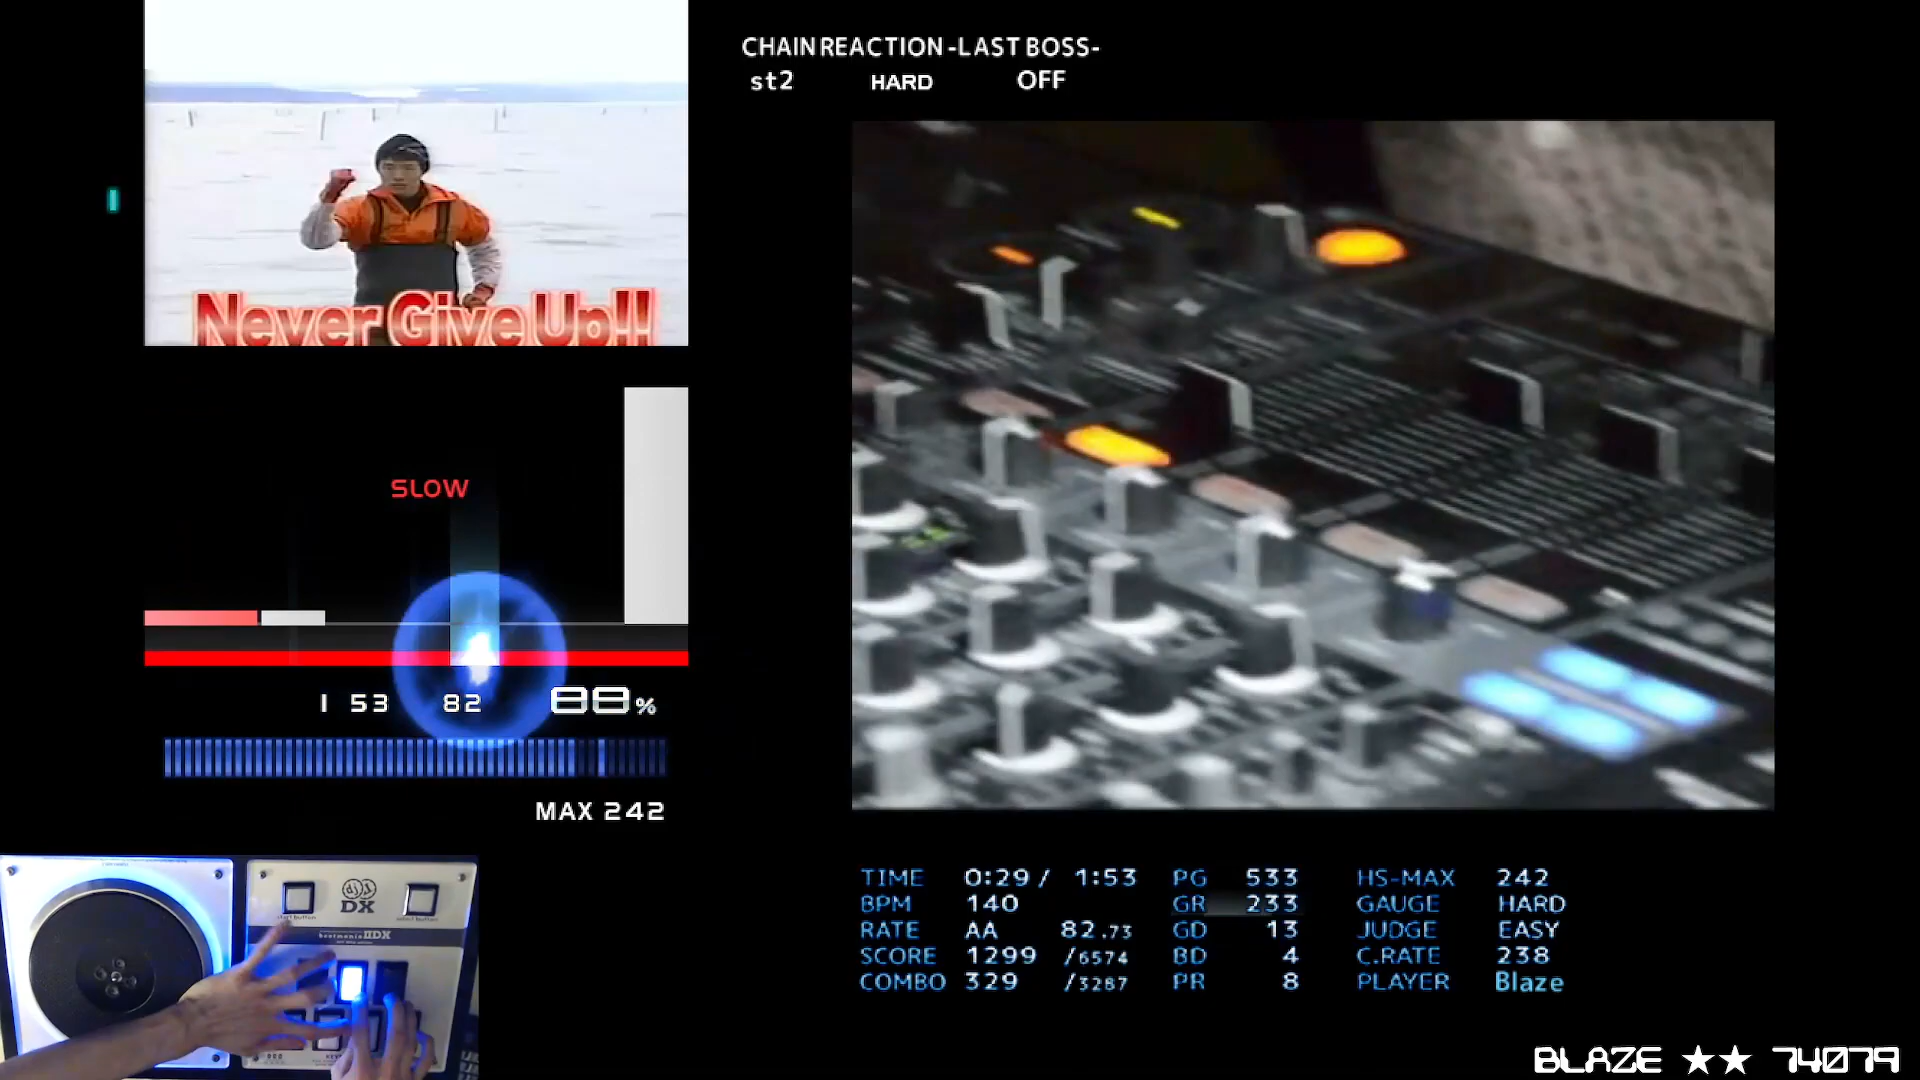 CHAIN REACTION -LAST BOSS-
st2 HARD OFF
Never Give Up!!
SLOW
1 53 82 88%
MAX 242
DX
beatmania IIDX
TIME 0:29 / 1:53 PG 533 HS-MAX 242
BPM 140 GR 233 GAUGE HARD
RATE AA 82.73 GD 13 JUDGE EASY
SCORE 1299 /6574 BD 4 C.RATE 238
COMBO 329 /3287 PR 8 PLAYER Blaze
BLAZE ★★ 74079